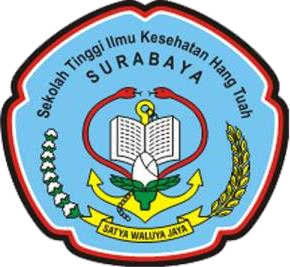 Sekolah Tinggi Ilmu Kesehatan Hang Tuah
SURABAYA
SATYA WALUYA JAYA